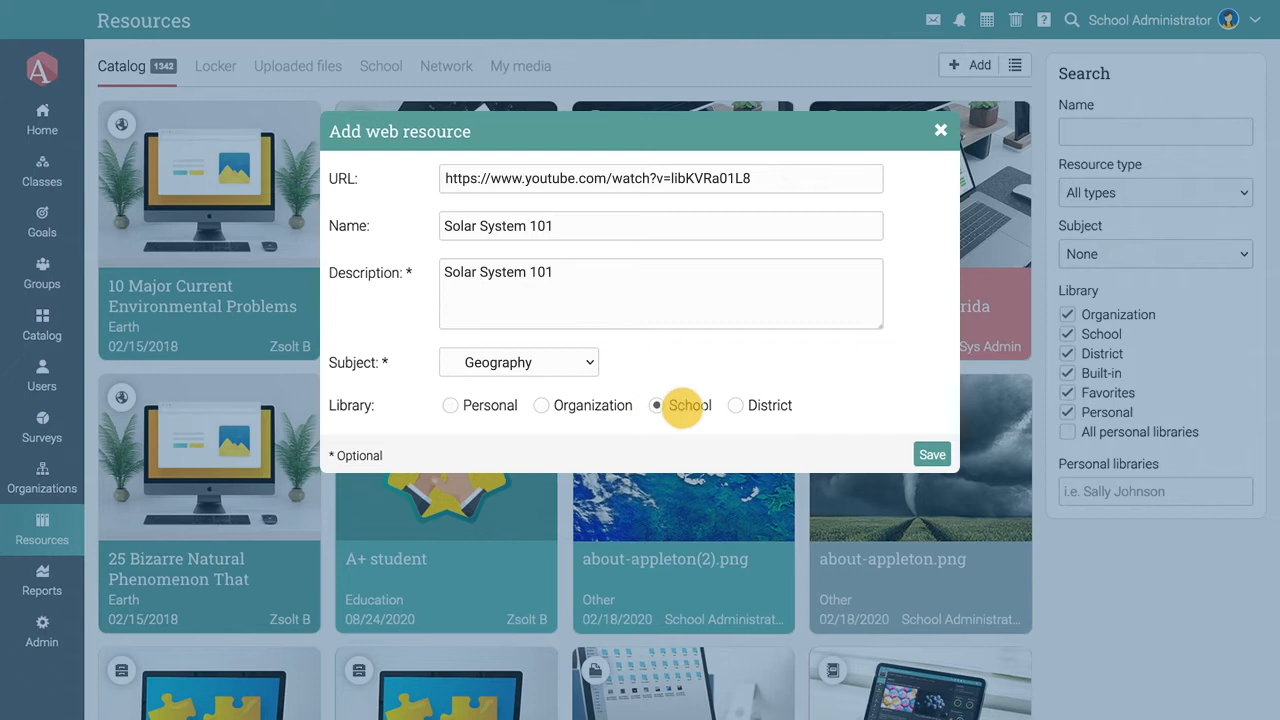 Resources
School Administrator
Catalog 1342
Locker
Uploaded files
School
Network
My media
Add
Home
Classes
Goals
Groups
Catalog
Users
Surveys
Organizations
Resources
Reports
Admin
Add web resource
URL:
https://www.youtube.com/watch?v=libKVRa01L8
Name:
Solar System 101
Description: *
Solar System 101
Subject: *
Geography
Library:
Personal
Organization
School
District
* Optional
Save
10 Major Current
Environmental Problems
Earth
02/15/2018
Zsolt B
rida
Sys Admin
25 Bizarre Natural
Phenomenon That
Earth
02/15/2018
Zsolt B
A+ student
Education
08/24/2020
Zsolt B
about-appleton(2).png
Other
02/18/2020
School Administrat...
about-appleton.png
Other
02/18/2020
School Administrat...
Search
Name
Resource type
All types
Subject
None
Library
Organization
School
District
Built-in
Favorites
Personal
All personal libraries
Personal libraries
i.e. Sally Johnson